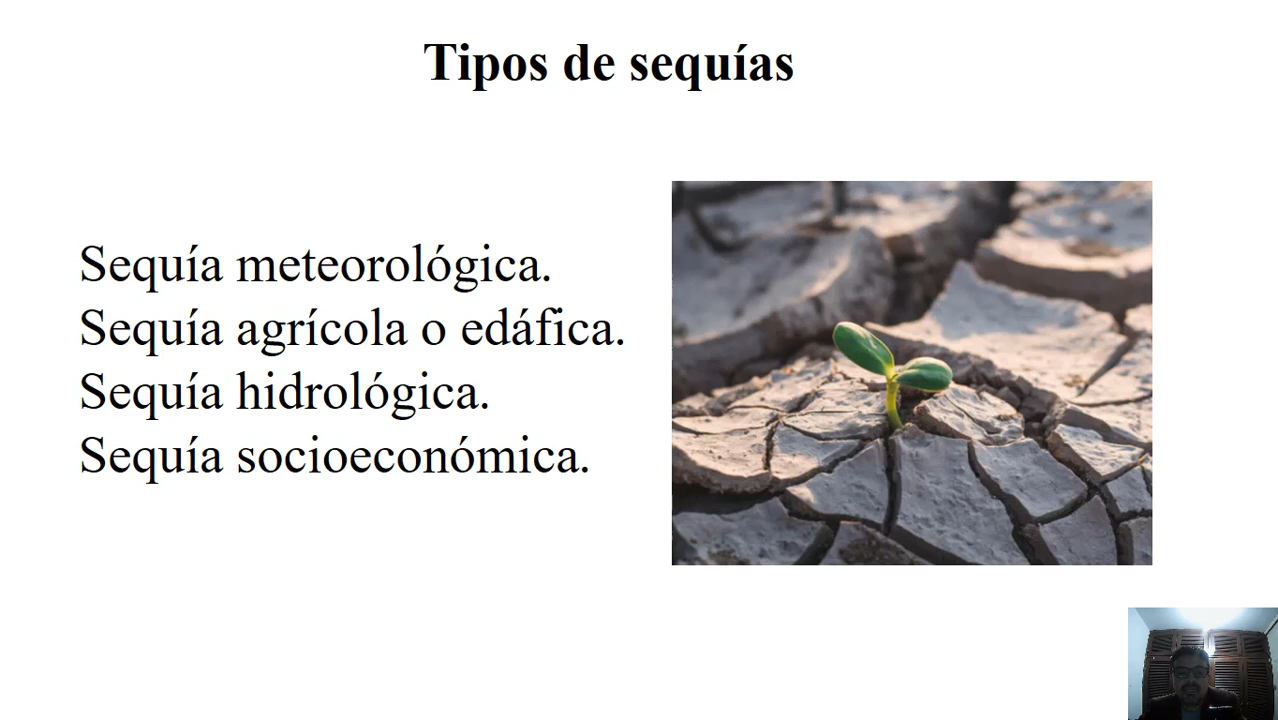 Tipos de sequías
Sequía meteorológica.
Sequía agrícola o edáfica.
Sequía hidrológica.
Sequía socioeconómica.